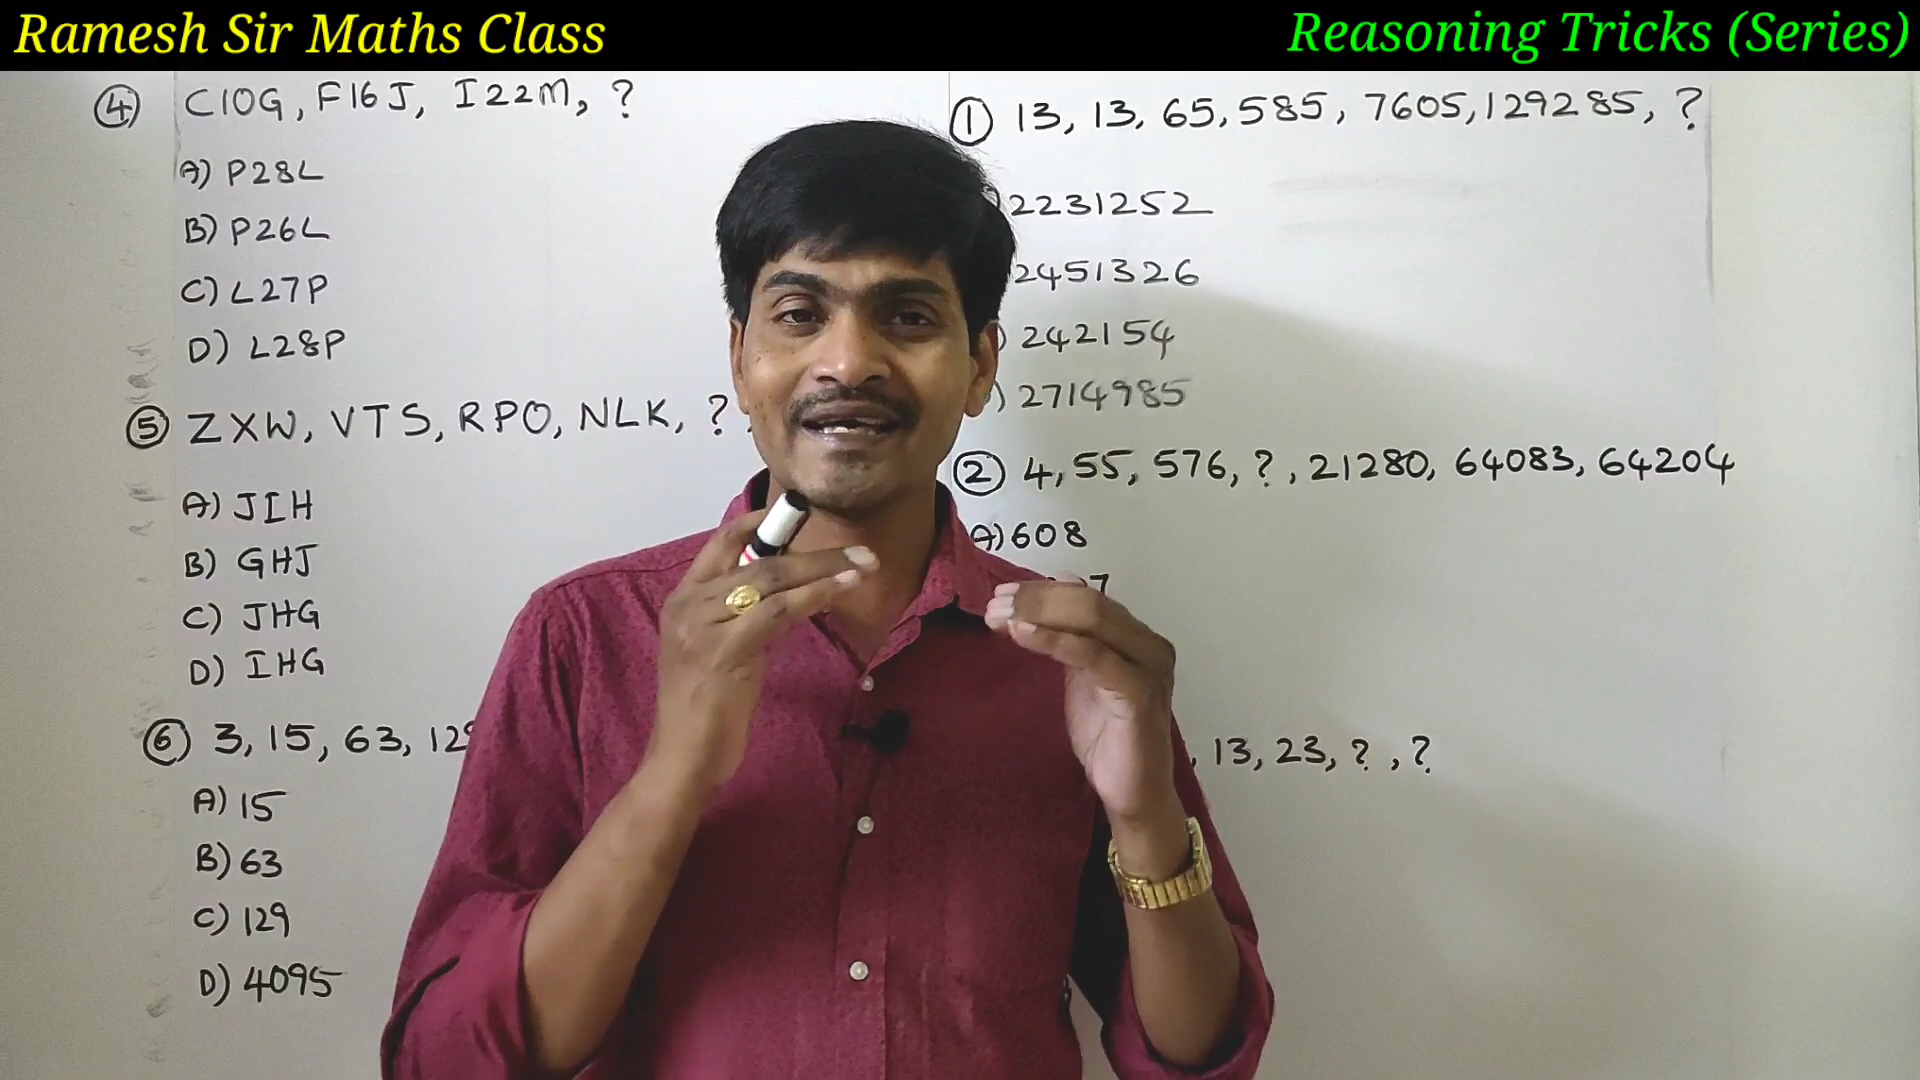 Ramesh Sir Maths Class
Reasoning Tricks (Series)
④ C10G, F16J, I22M, ?
A) P28L
B) P26L
C) L27P
D) L28P
⑤ ZXW, VTS, RPO, NLK, ?
A) JIH
B) GHJ
C) JHG
D) IHG
⑥ 3, 15, 63,
A) 15
B) 63
C) 129
D) 4095
① 13, 13, 65, 585, 7605, 129285, ?
2231252
2451326
) 242154
) 2714985
② 4, 55, 576, ?, 21280, 64083, 64204
A) 608
, 13, 23, ?, ?